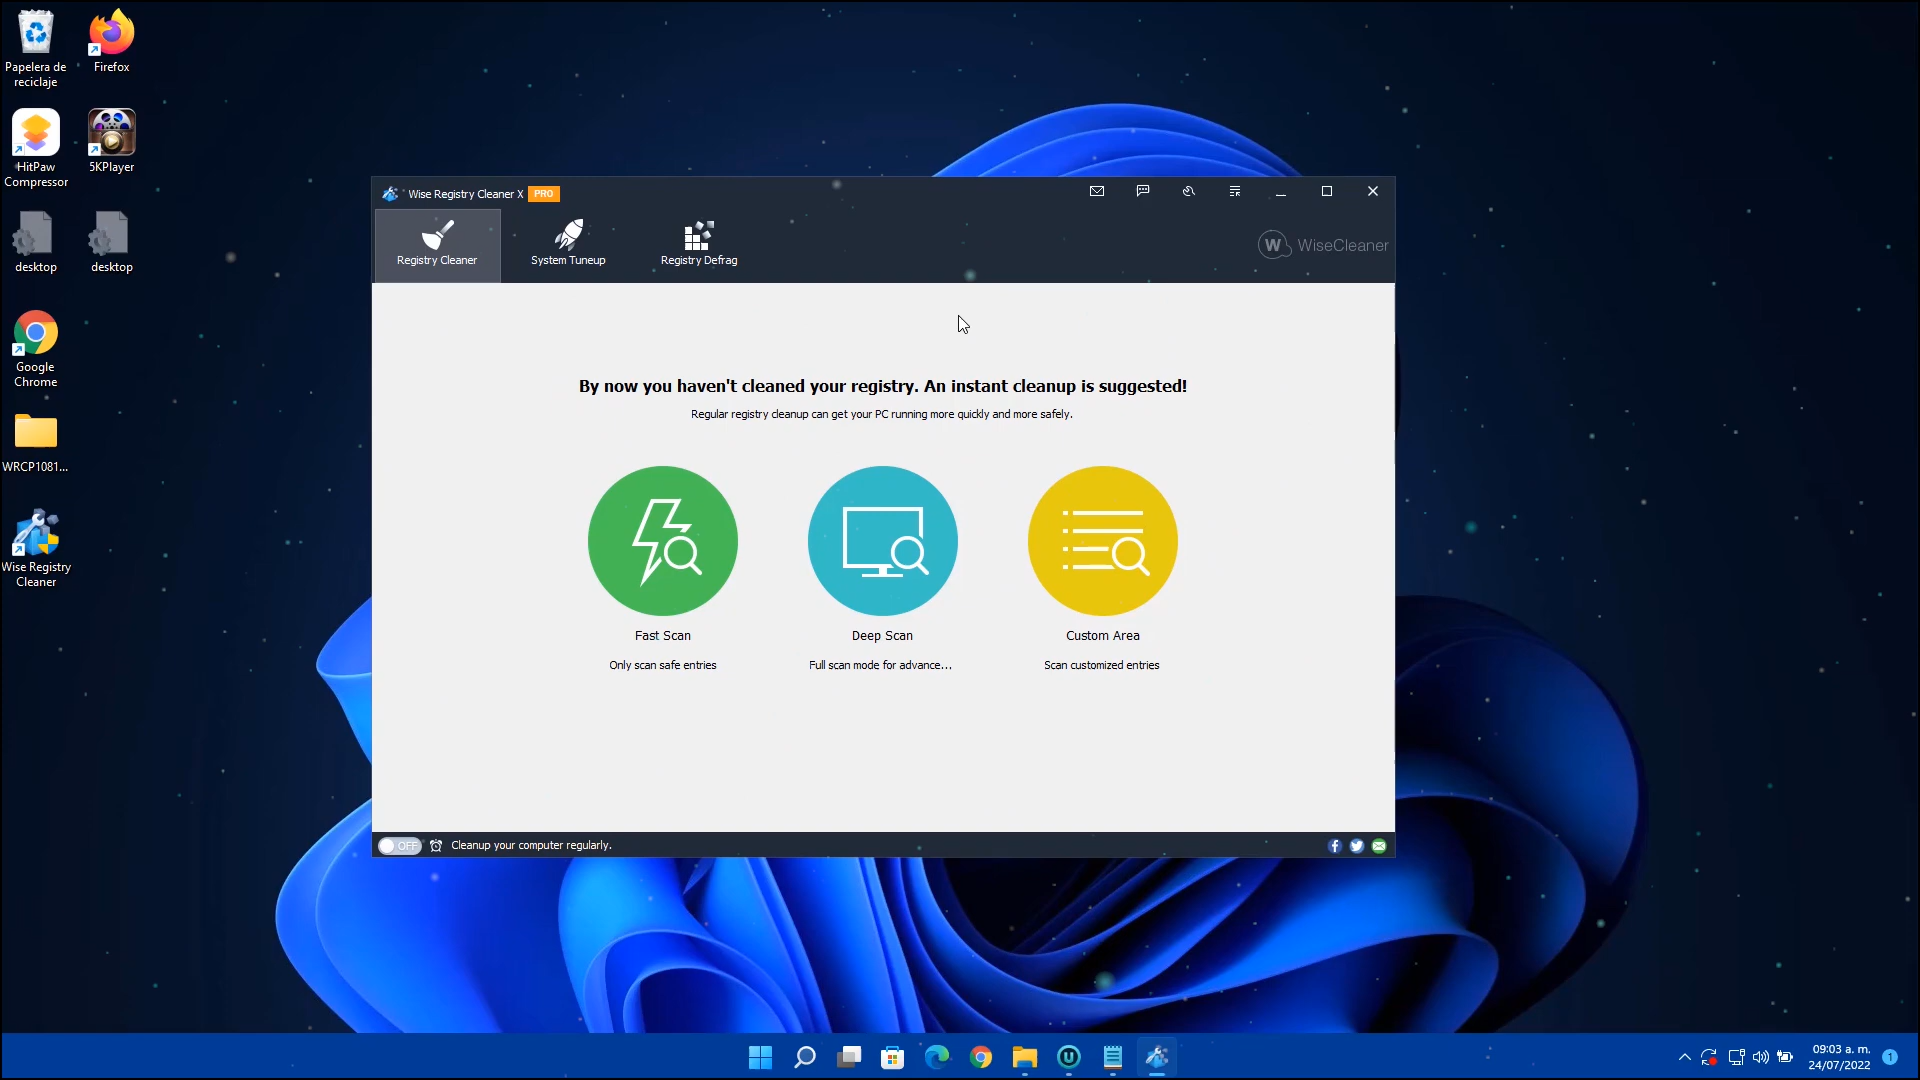 Papelera de
reciclaje
Firefox
HitPaw
Compressor
5KPlayer
desktop
desktop
Google
Chrome
WRCP1081...
Wise Registry
Cleaner
Wise Registry Cleaner X PRO
Registry Cleaner
System Tuneup
Registry Defrag
W WiseCleaner
By now you haven't cleaned your registry. An instant cleanup is suggested!
Regular registry cleanup can get your PC running more quickly and more safely.
Fast Scan
Only scan safe entries
Deep Scan
Full scan mode for advance...
Custom Area
Scan customized entries
OFF Cleanup your computer regularly.
09:03 a. m.
24/07/2022
1